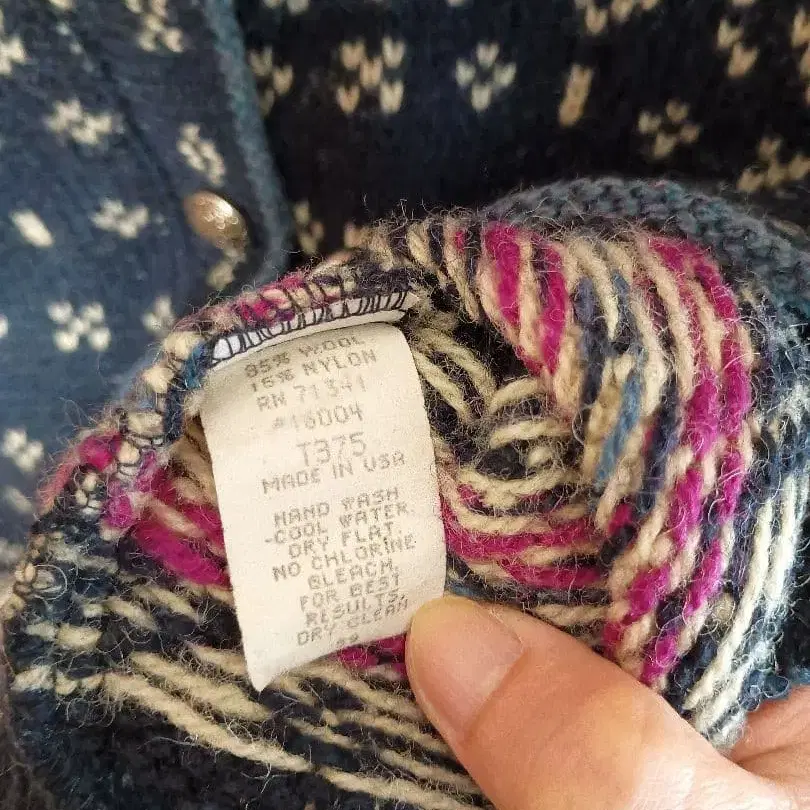 85% WOOL
15% NYLON
RN 71341
#16004
T375
MADE IN USA
HAND WASH
-COOL WATER.
DRY FLAT.
NO CHLORINE
BLEACH.
FOR BEST
RESULTS,
DRY CLEAN